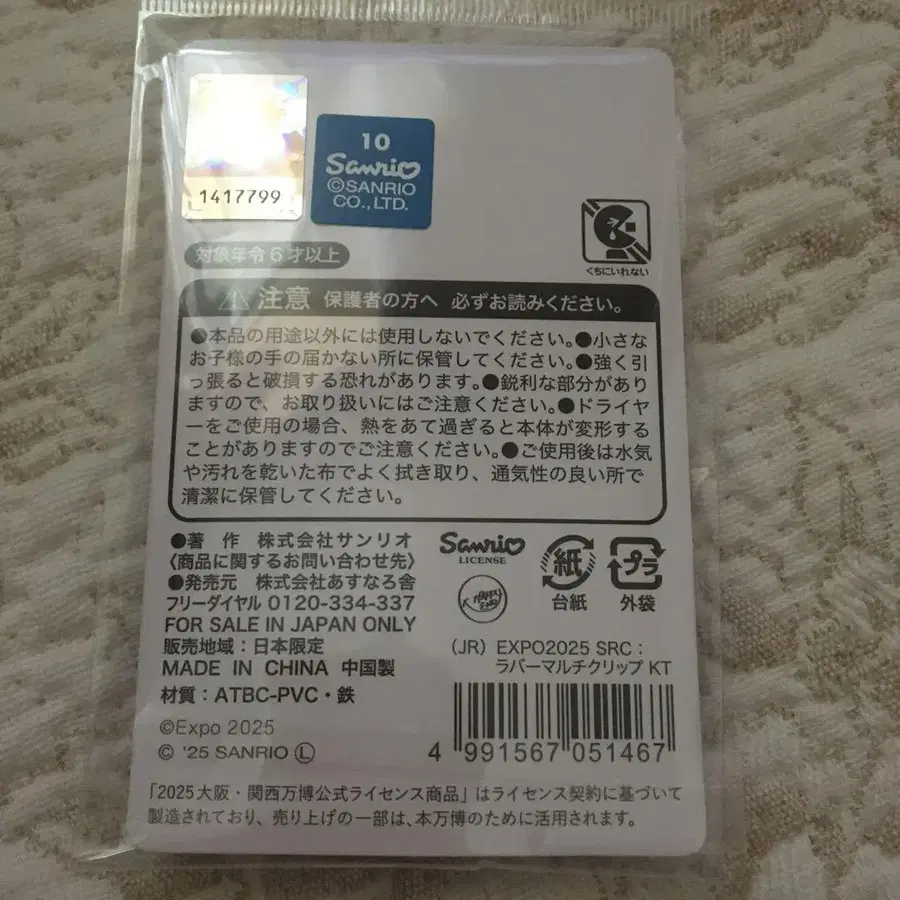 1417799
10
Sanrio
©SANRIO
CO.,LTD.
くちにいれない
対象年令6才以上
注意 保護者の方へ 必ずお読みください。
●本品の用途以外には使用しないでください。●小さな
お子様の手の届かない所に保管してください。●強く引
っ張ると破損する恐れがあります。●鋭利な部分があり
ますので、お取り扱いにはご注意ください。●ドライヤ
ーをご使用の場合、熱をあて過ぎると本体が変形する
ことがありますのでご注意ください。●ご使用後は水気
や汚れを乾いた布でよく拭き取り、通気性の良い所で
清潔に保管してください。
●著 作 株式会社サンリオ
〈商品に関するお問い合わせ先〉
●発売元 株式会社あすなろ舎
フリーダイヤル 0120-334-337
FOR SALE IN JAPAN ONLY
販売地域：日本限定
MADE IN CHINA 中国製
材質：ATBC-PVC・鉄
©Expo 2025
© '25 SANRIO Ⓛ
Sanrio
LICENSE
HAPPY
END
紙
台紙
プラ
外袋
(JR) EXPO2025 SRC：
ラバーマルチクリップ KT
4 991567 051467
「2025大阪・関西万博公式ライセンス商品」はライセンス契約に基づいて
製造されており、売り上げの一部は、本万博のために活用されます。